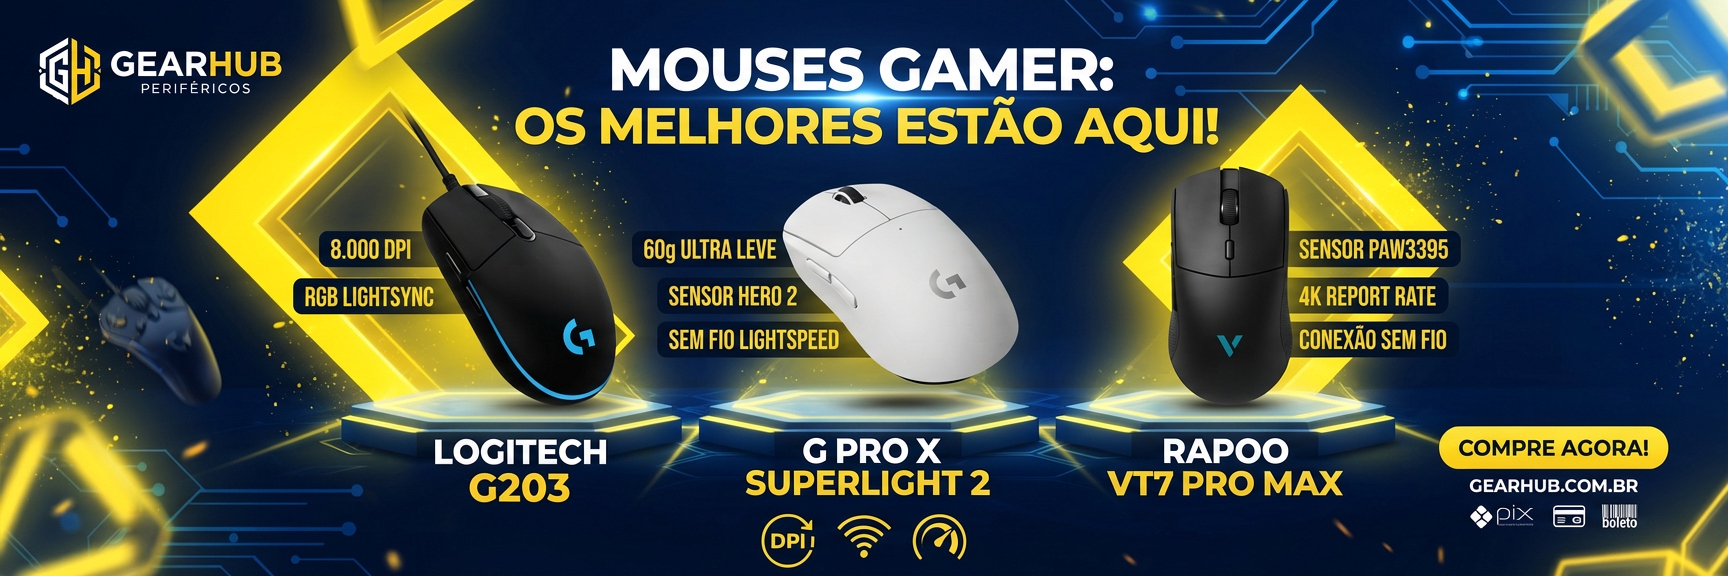 GEARHUB
PERIFÉRICOS
MOUSES GAMER:
OS MELHORES ESTÃO AQUI!
8.000 DPI
RGB LIGHTSYNC
LOGITECH
G203
60g ULTRA LEVE
SENSOR HERO 2
SEM FIO LIGHTSPEED
G PRO X
SUPERLIGHT 2
SENSOR PAW3395
4K REPORT RATE
CONEXÃO SEM FIO
RAPOO
VT7 PRO MAX
DPI
COMPRE AGORA!
GEARHUB.COM.BR
pix
boleto